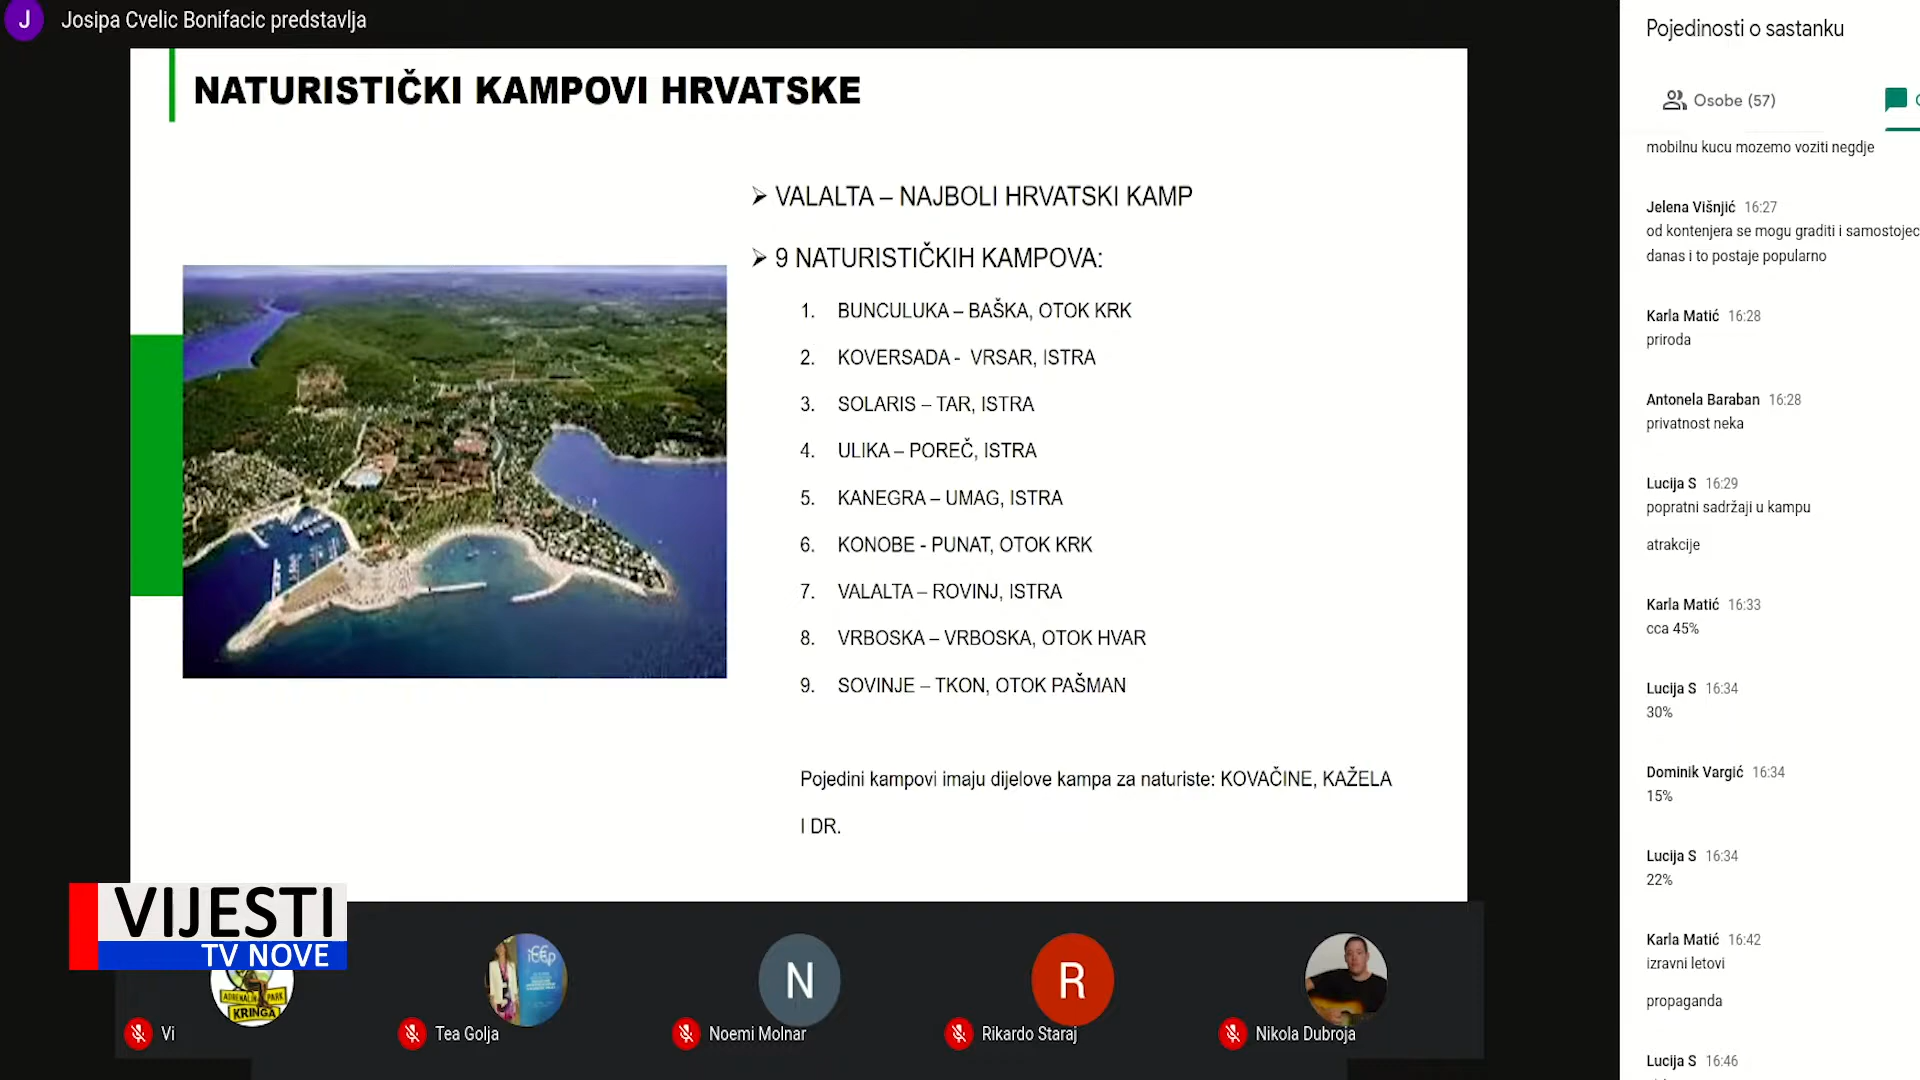 J
Josipa Cvelic Bonifacic predstavlja
NATURISTIČKI KAMPOVI HRVATSKE
➢ VALALTA – NAJBOLI HRVATSKI KAMP
➢ 9 NATURISTIČKIH KAMPOVA:
1. BUNCULUKA – BAŠKA, OTOK KRK
2. KOVERSADA - VRSAR, ISTRA
3. SOLARIS – TAR, ISTRA
4. ULIKA – POREČ, ISTRA
5. KANEGRA – UMAG, ISTRA
6. KONOBE - PUNAT, OTOK KRK
7. VALALTA – ROVINJ, ISTRA
8. VRBOSKA – VRBOSKA, OTOK HVAR
9. SOVINJE – TKON, OTOK PAŠMAN
Pojedini kampovi imaju dijelove kampa za naturiste: KOVAČINE, KAŽELA
I DR.
VIJESTI
TV NOVE
ADRENALIN PARK
KRINGA
N
R
Vi
Tea Golja
Noemi Molnar
Rikardo Staraj
Nikola Dubroja
Pojedinosti o sastanku
Osobe (57)
mobilnu kucu mozemo voziti negdje
Jelena Višnjić 16:27
od kontenjera se mogu graditi i samostojec
danas i to postaje popularno
Karla Matić 16:28
priroda
Antonela Baraban 16:28
privatnost neka
Lucija S 16:29
popratni sadržaji u kampu
atrakcije
Karla Matić 16:33
cca 45%
Lucija S 16:34
30%
Dominik Vargić 16:34
15%
Lucija S 16:34
22%
Karla Matić 16:42
izravni letovi
propaganda
Lucija S 16:46